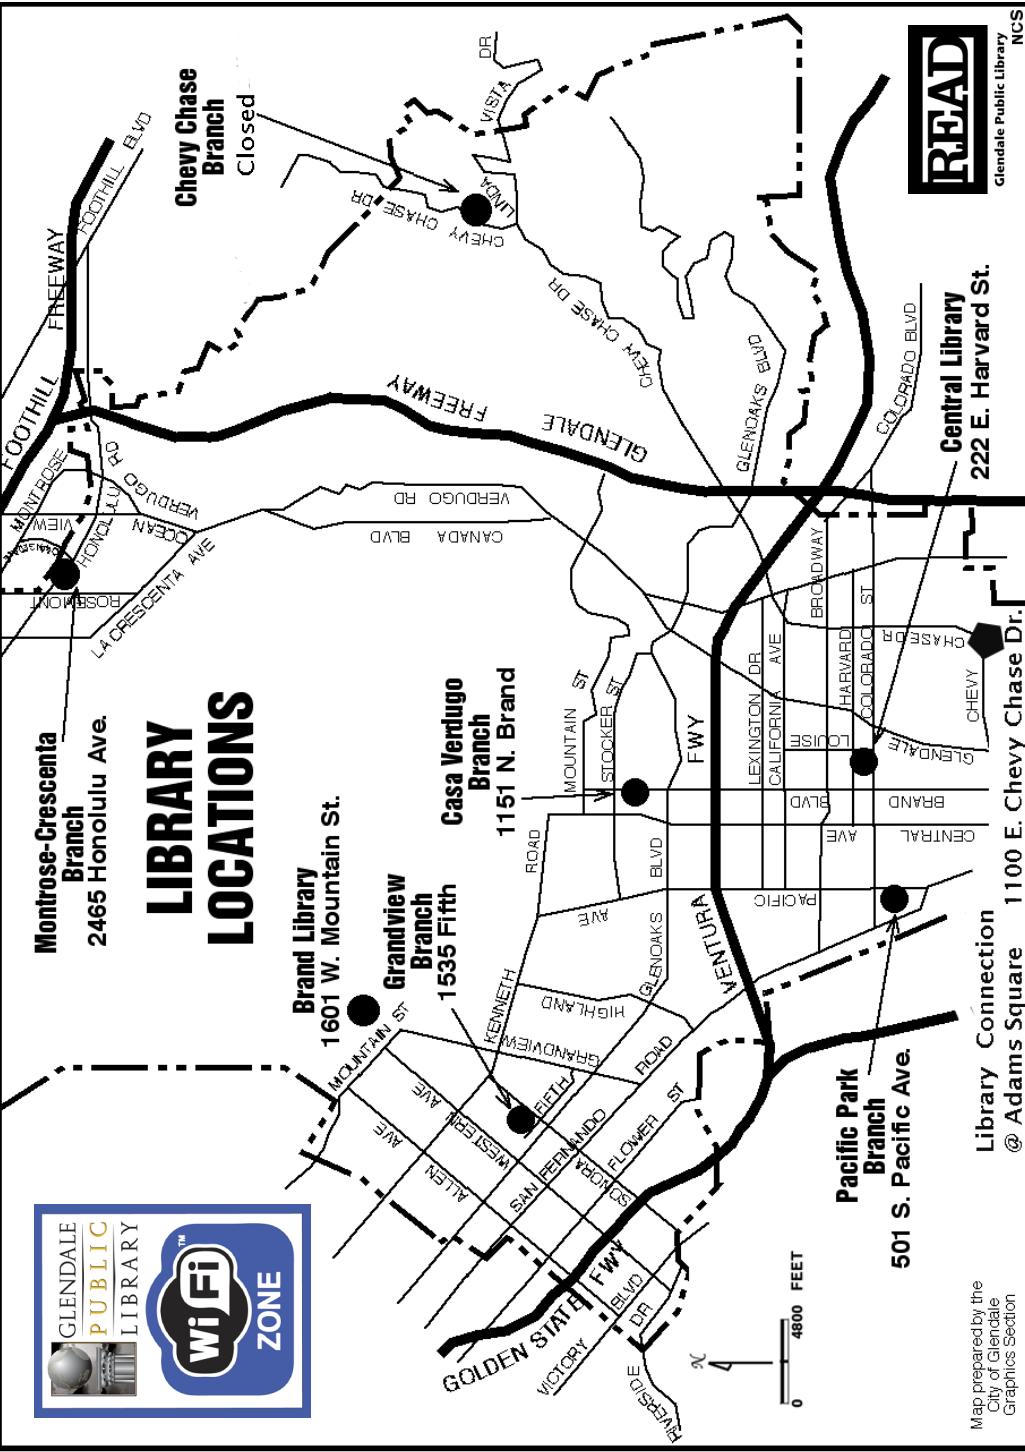 GLENDALE
PUBLIC
LIBRARY
Wi Fi™
ZONE
LIBRARY
LOCATIONS
Montrose-Crescenta
Branch
2465 Honolulu Ave.
Chevy Chase
Branch
Closed
Brand Library
1601 W. Mountain St.
Grandview
Branch
1535 Fifth
Casa Verdugo
Branch
1151 N. Brand
Central Library
222 E. Harvard St.
Pacific Park
Branch
501 S. Pacific Ave.
Library Connection
@ Adams Square 1100 E. Chevy Chase Dr.
READ
Glendale Public Library
NCS
Map prepared by the
City of Glendale
Graphics Section
0 4800 FEET
N
FOOTHILL FREEWAY
FOOTHILL BLVD
MONTROSE
HONOLULU RD
VERDUGO
OCEAN VIEW
ROSEMONT
LA CRESCENTA AVE
VERDUGO RD
CANADA BLVD
GLENDALE FREEWAY
CHEVY CHASE DR
LINDA VISTA DR
CHEVY CHASE DR
CHEVY
GLENOAKS BLVD
COLORADO BLVD
BROADWAY
HARVARD
COLORADO ST
CHEVY CHASE DR
LEXINGTON DR
CALIFORNIA AVE
LOUISE
GLENDALE
BRAND BLVD
CENTRAL AVE
PACIFIC AVE
MOUNTAIN ST
STOCKER ST
VENTURA FWY
KENNETH ROAD
GLENOAKS BLVD
HIGHLAND
GRANDVIEW
MOUNTAIN ST
WESTERN AVE
ALLEN AVE
FIFTH
SAN FERNANDO ROAD
SONORA
FLOWER ST
GOLDEN STATE FWY
VICTORY BLVD
RIVERSIDE DR